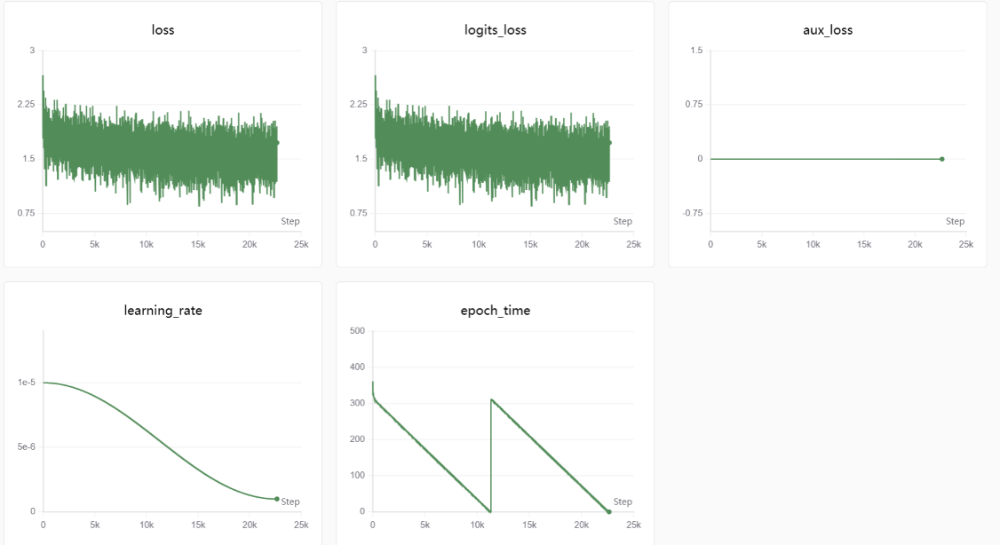 loss
3
2.25
1.5
0.75
Step
0 5k 10k 15k 20k 25k
logits_loss
3
2.25
1.5
0.75
Step
0 5k 10k 15k 20k 25k
aux_loss
1.5
0.75
0
-0.75
Step
0 5k 10k 15k 20k 25k
learning_rate
1e-5
5e-6
0
Step
0 5k 10k 15k 20k 25k
epoch_time
500
400
300
200
100
0
Step
0 5k 10k 15k 20k 25k